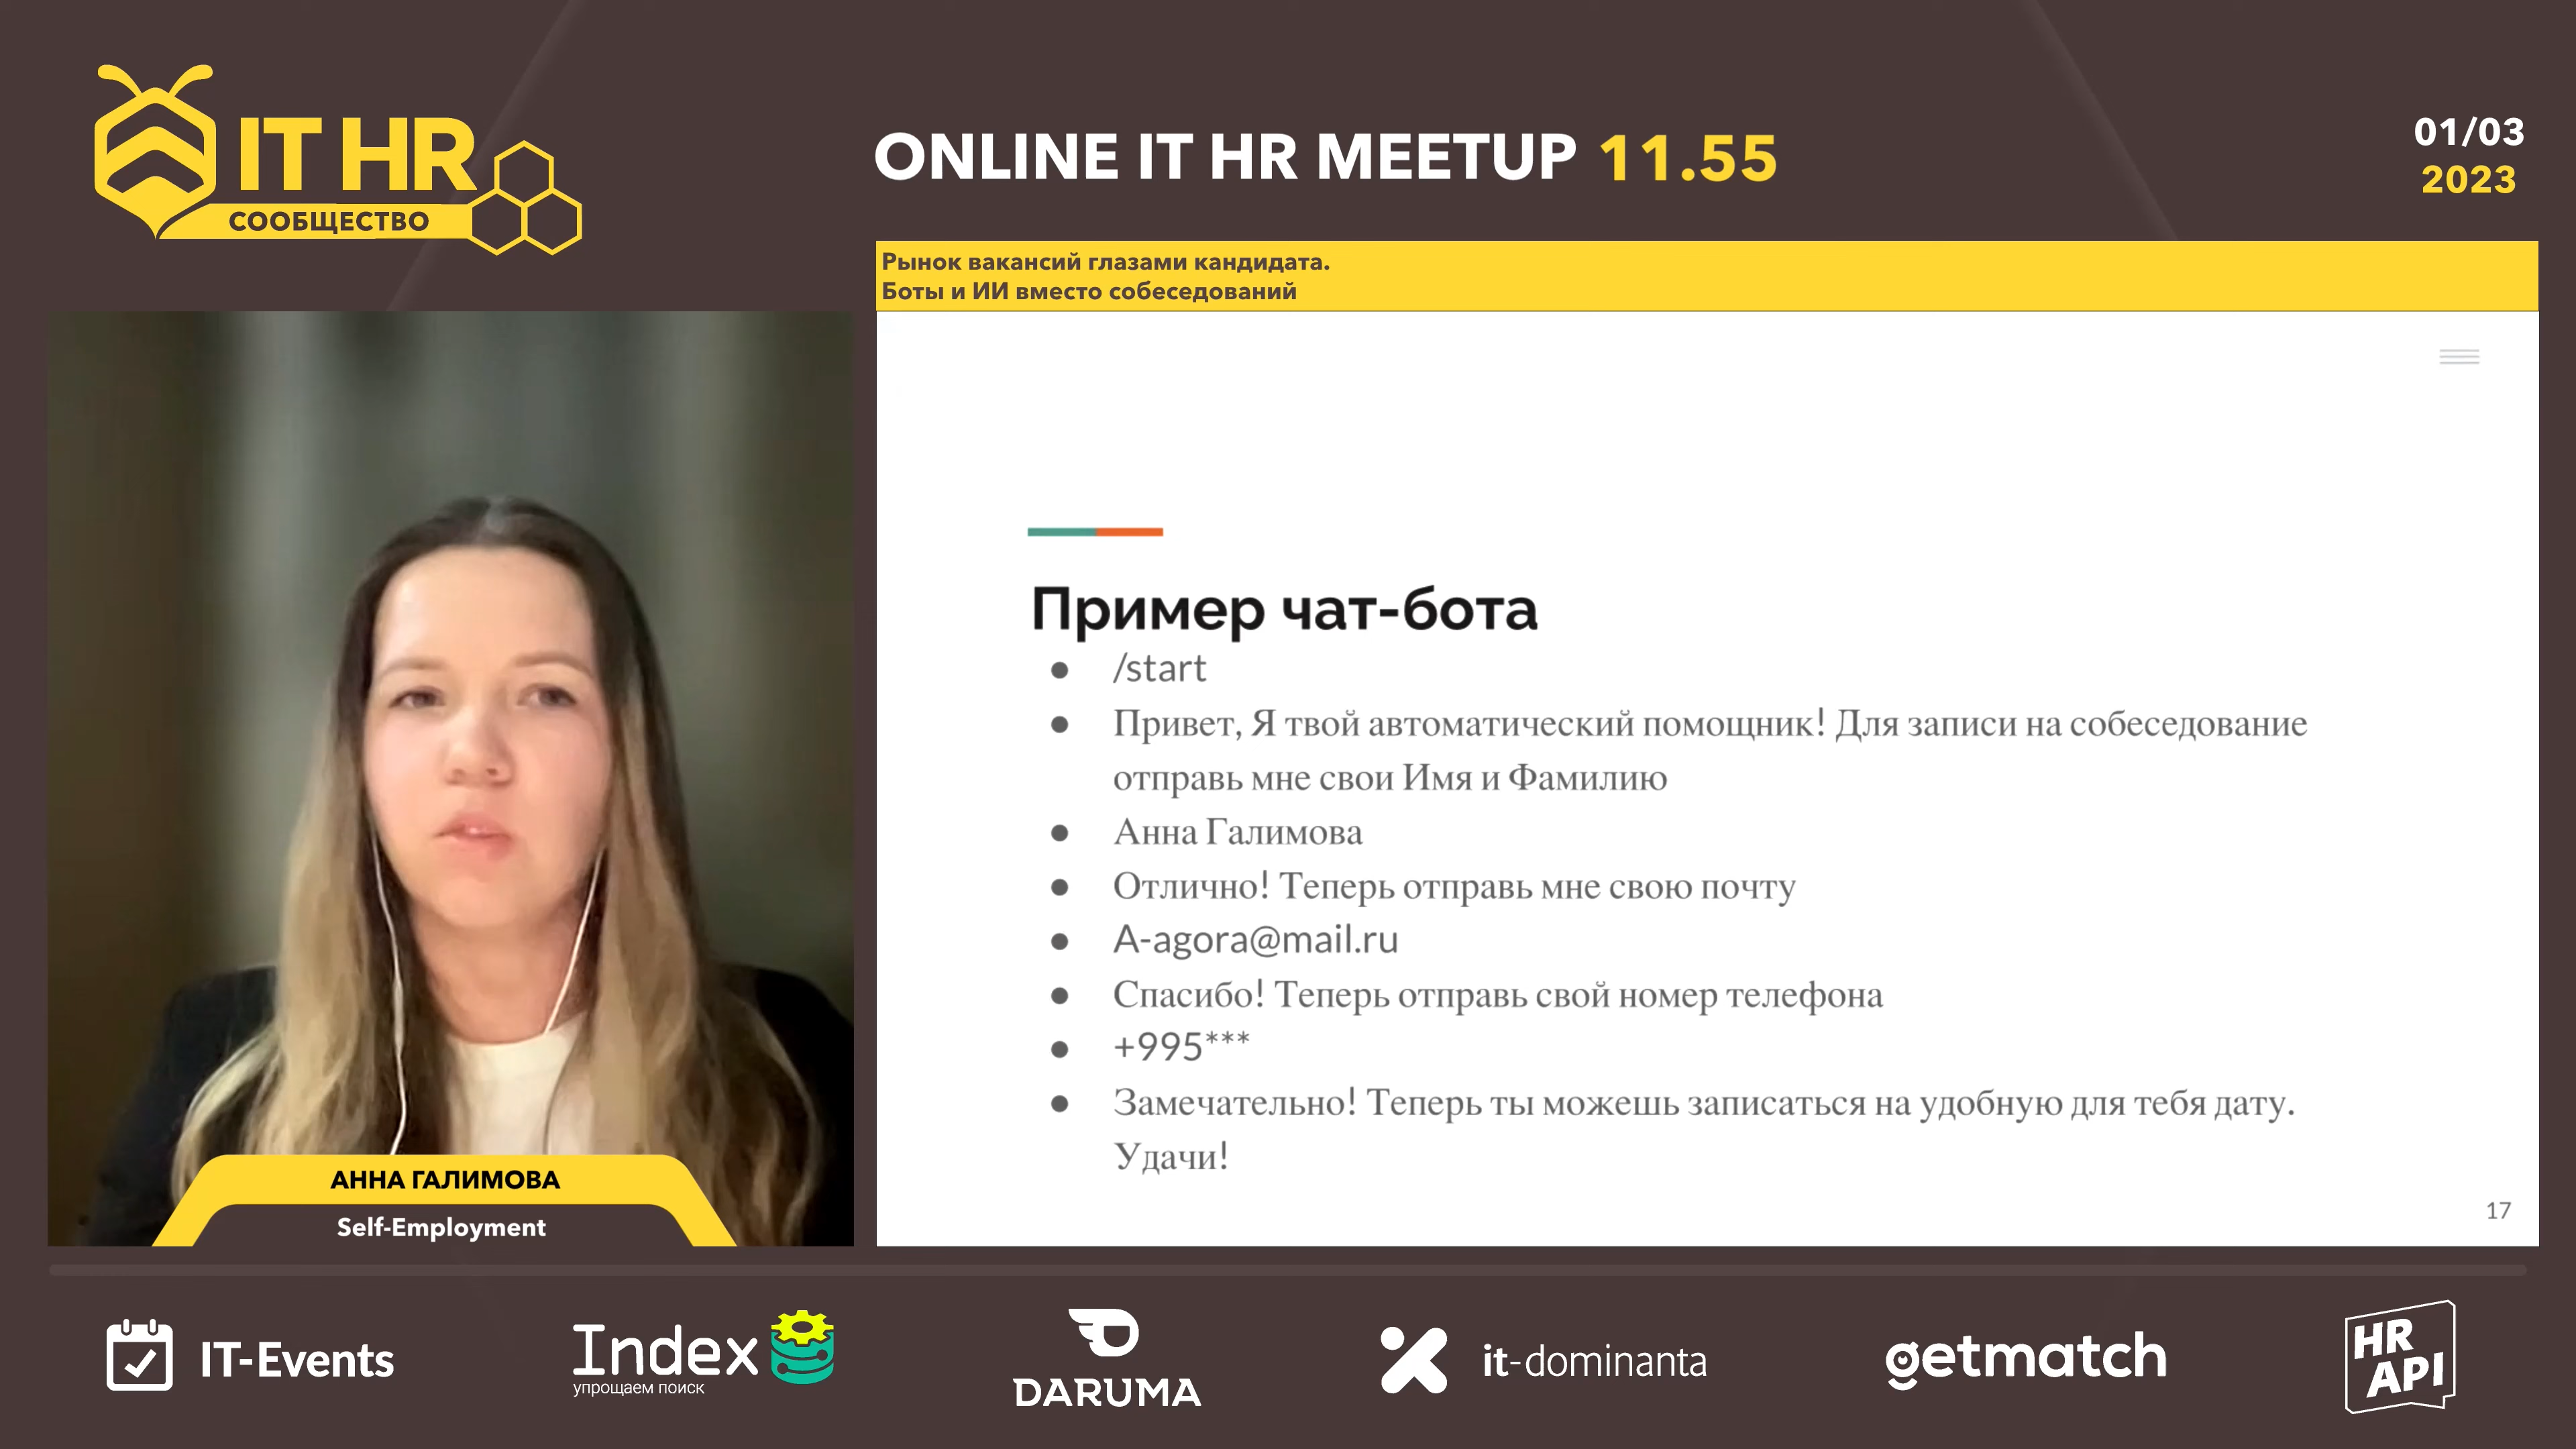 IT HR
СООБЩЕСТВО
ONLINE IT HR MEETUP 11.55
01/03
2023
Рынок вакансий глазами кандидата.
Боты и ИИ вместо собеседований
Пример чат-бота
/start
Привет, Я твой автоматический помощник! Для записи на собеседование
отправь мне свои Имя и Фамилию
Анна Галимова
Отлично! Теперь отправь мне свою почту
A-agora@mail.ru
Спасибо! Теперь отправь свой номер телефона
+995***
Замечательно! Теперь ты можешь записаться на удобную для тебя дату.
Удачи!
17
АННА ГАЛИМОВА
Self-Employment
IT-Events
Index
упрощаем поиск
DARUMA
it-dominanta
getmatch
HR
API